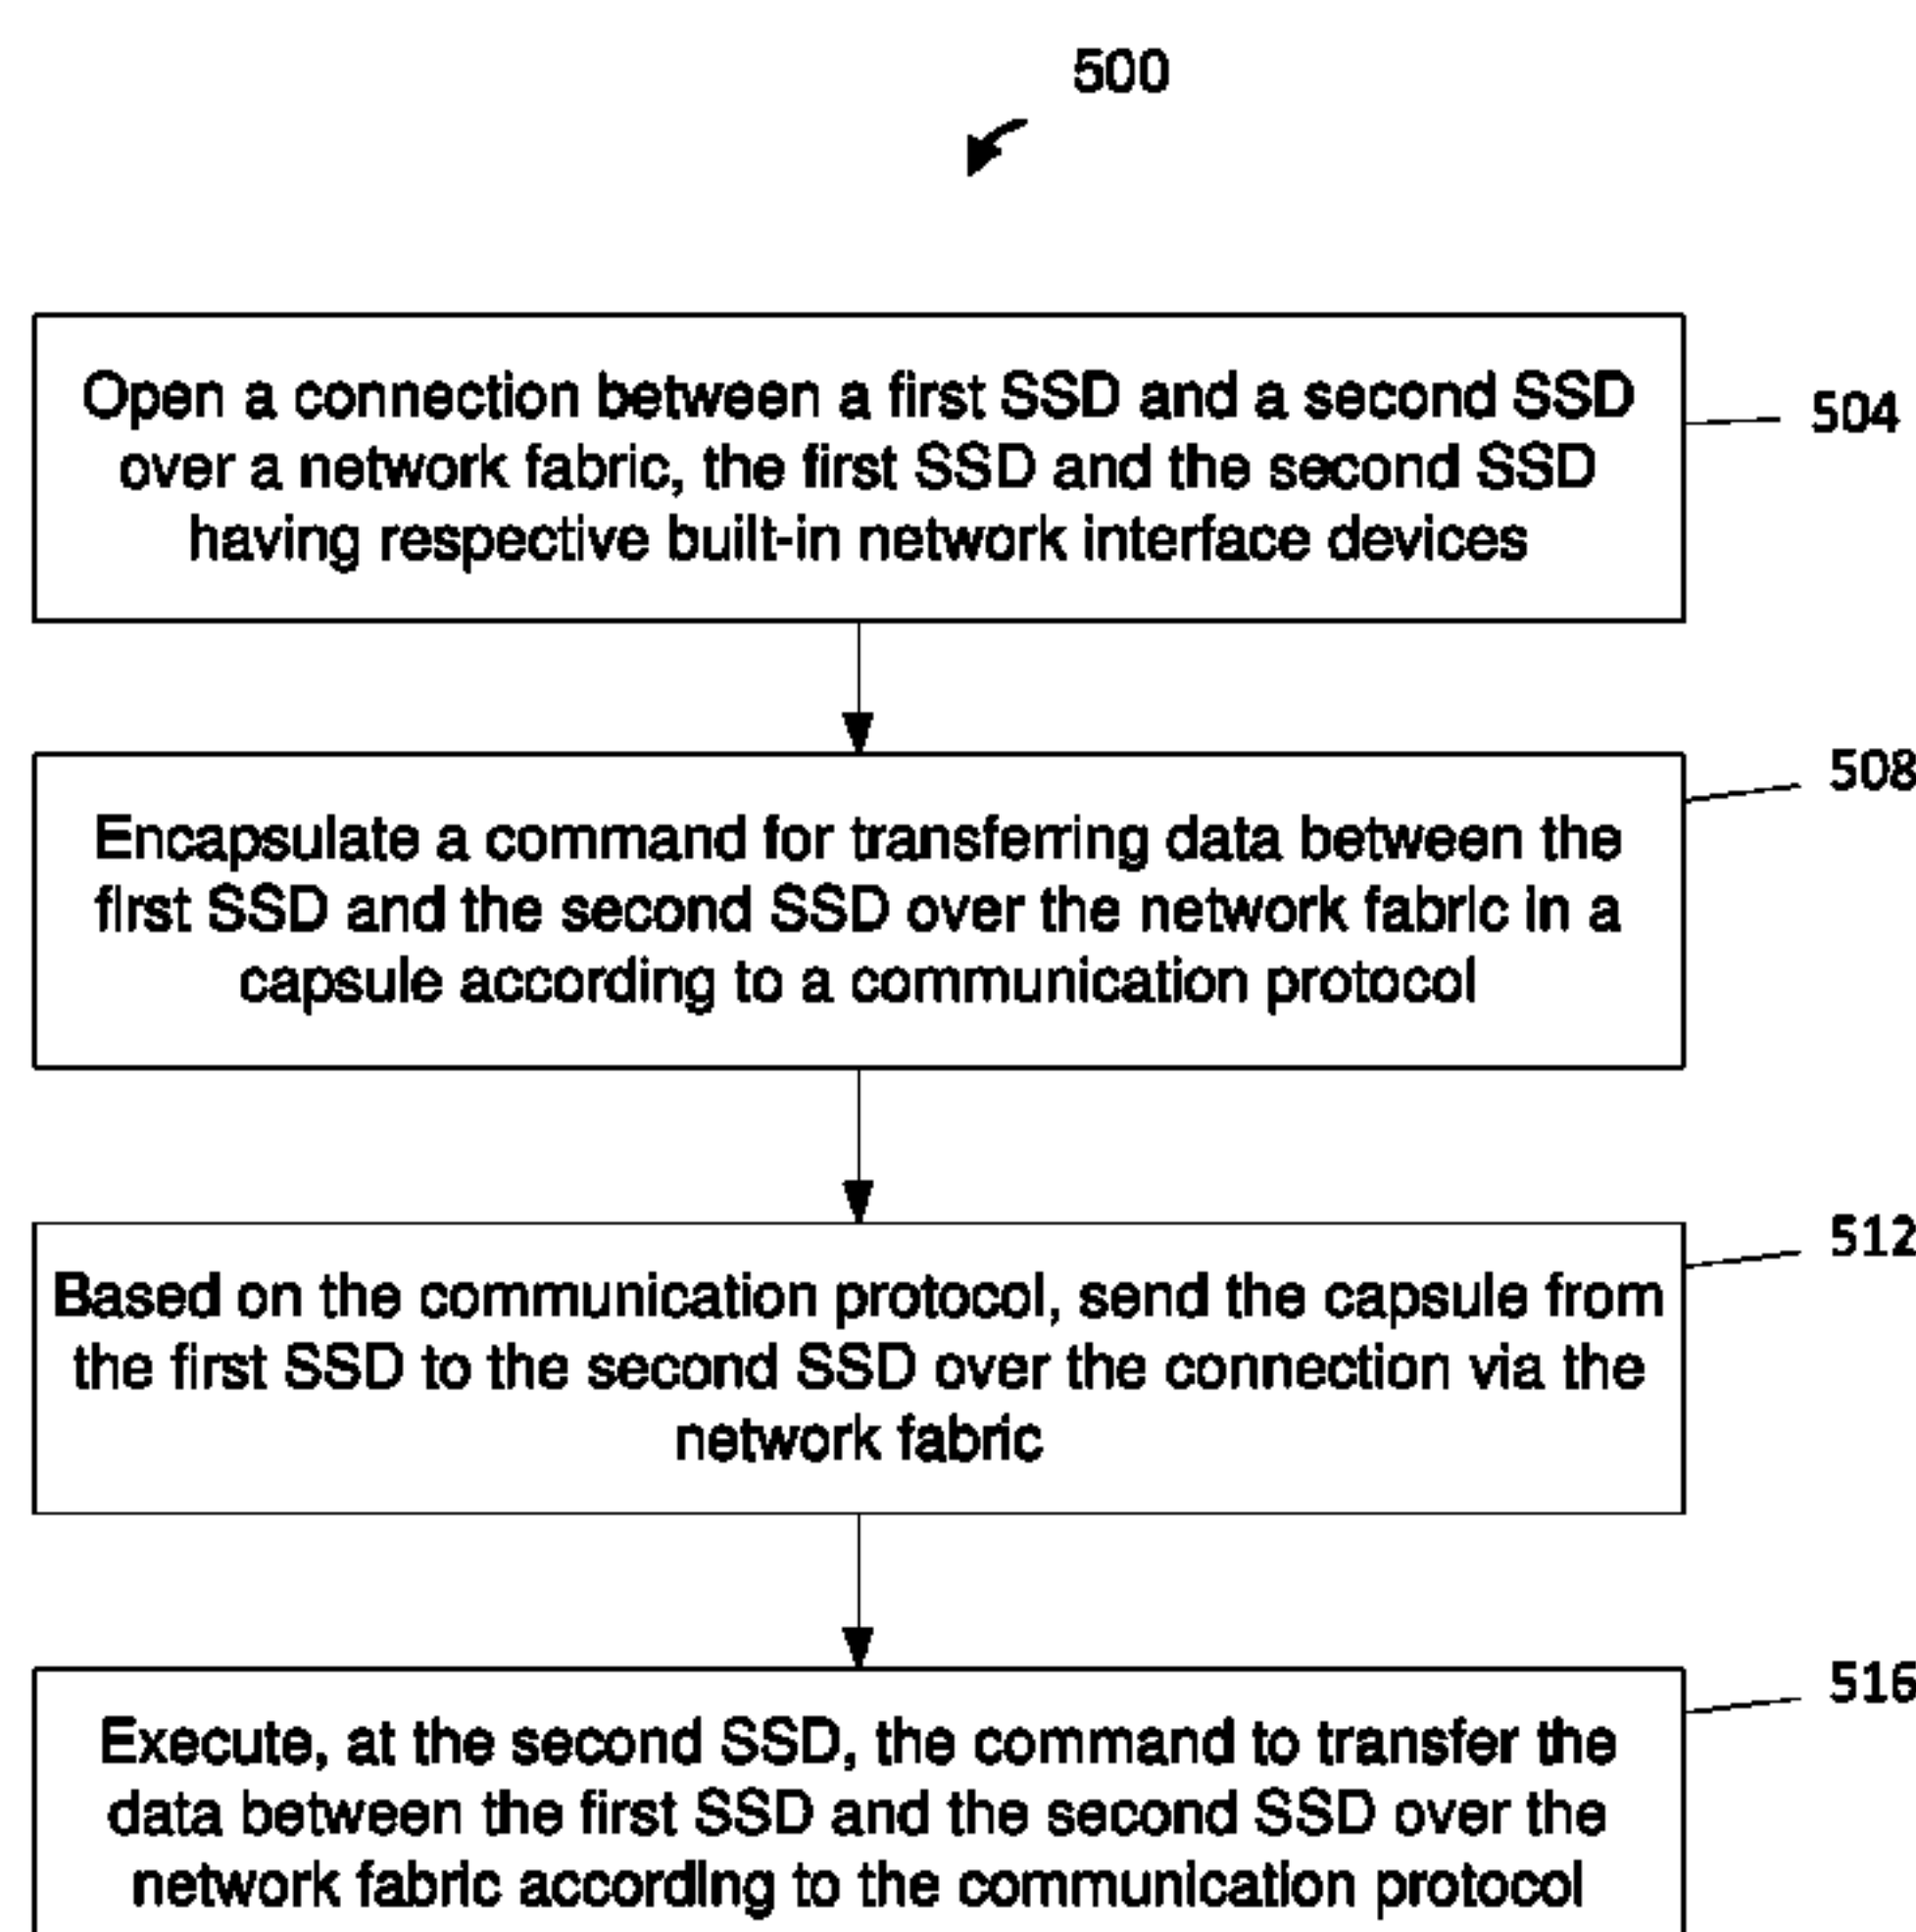 500
Open a connection between a first SSD and a second SSD
over a network fabric, the first SSD and the second SSD
having respective built-in network interface devices
504
Encapsulate a command for transferring data between the
first SSD and the second SSD over the network fabric in a
capsule according to a communication protocol
508
Based on the communication protocol, send the capsule from
the first SSD to the second SSD over the connection via the
network fabric
512
Execute, at the second SSD, the command to transfer the
data between the first SSD and the second SSD over the
network fabric according to the communication protocol
516